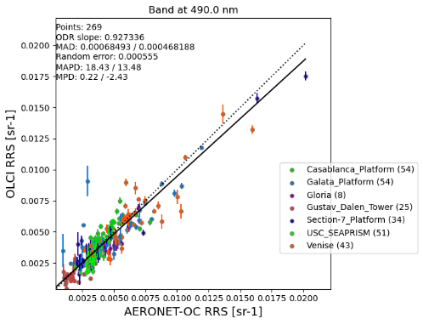 Band at 490.0 nm
Points: 269
ODR slope: 0.927336
MAD: 0.00068493 / 0.000468188
Random error: 0.000555
MAPD: 18.43 / 13.48
MPD: 0.22 / -2.43
0.0200
0.0175
0.0150
0.0125
0.0100
0.0075
0.0050
0.0025
OLCI RRS [sr-1]
Casablanca_Platform (54)
Galata_Platform (54)
Gloria (8)
Gustav_Dalen_Tower (25)
Section-7_Platform (34)
USC_SEAPRISM (51)
Venise (43)
0.0025 0.0050 0.0075 0.0100 0.0125 0.0150 0.0175 0.0200
AERONET-OC RRS [sr-1]